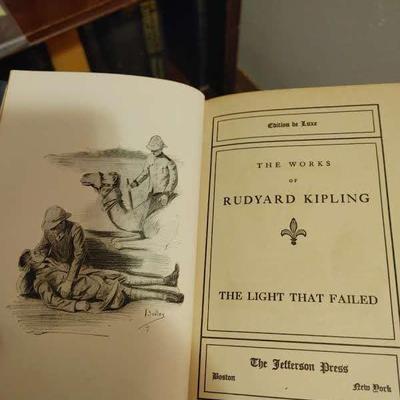 Edition de Luxe
THE WORKS
OF
RUDYARD KIPLING
THE LIGHT THAT FAILED
The Jefferson Press
Boston New York